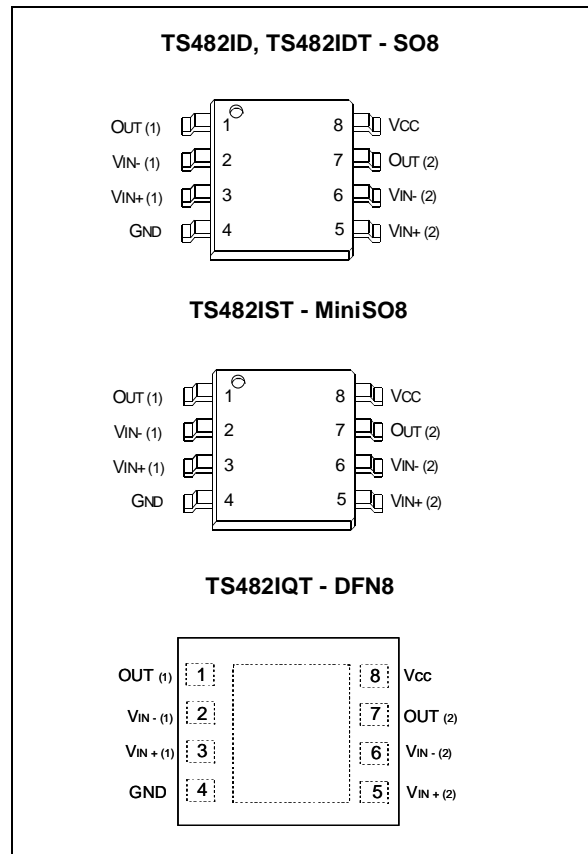 TS482ID, TS482IDT - SO8
OUT (1) 1 8 VCC
VIN- (1) 2 7 OUT (2)
VIN+ (1) 3 6 VIN- (2)
GND 4 5 VIN+ (2)
TS482IST - MiniSO8
OUT (1) 1 8 VCC
VIN- (1) 2 7 OUT (2)
VIN+ (1) 3 6 VIN- (2)
GND 4 5 VIN+ (2)
TS482IQT - DFN8
OUT (1) 1 8 Vcc
VIN - (1) 2 7 OUT (2)
VIN + (1) 3 6 VIN - (2)
GND 4 5 VIN + (2)